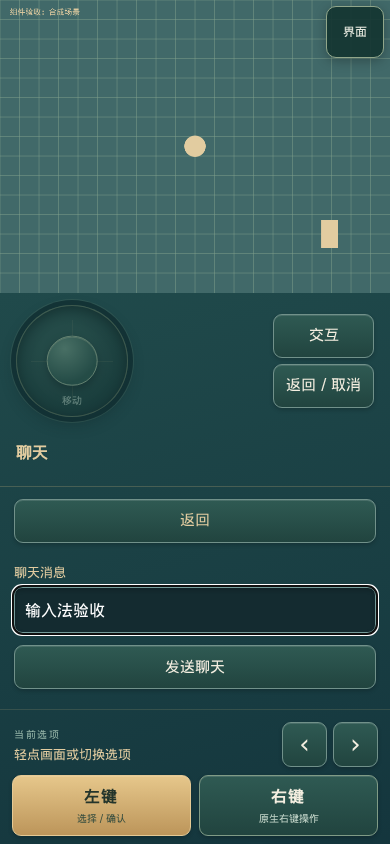 组件验收: 合成场景
界面
交互
返回 / 取消
移动
聊天
返回
聊天消息
输入法验收
发送聊天
当前选项
轻点画面或切换选项
左键
选择 / 确认
右键
原生右键操作